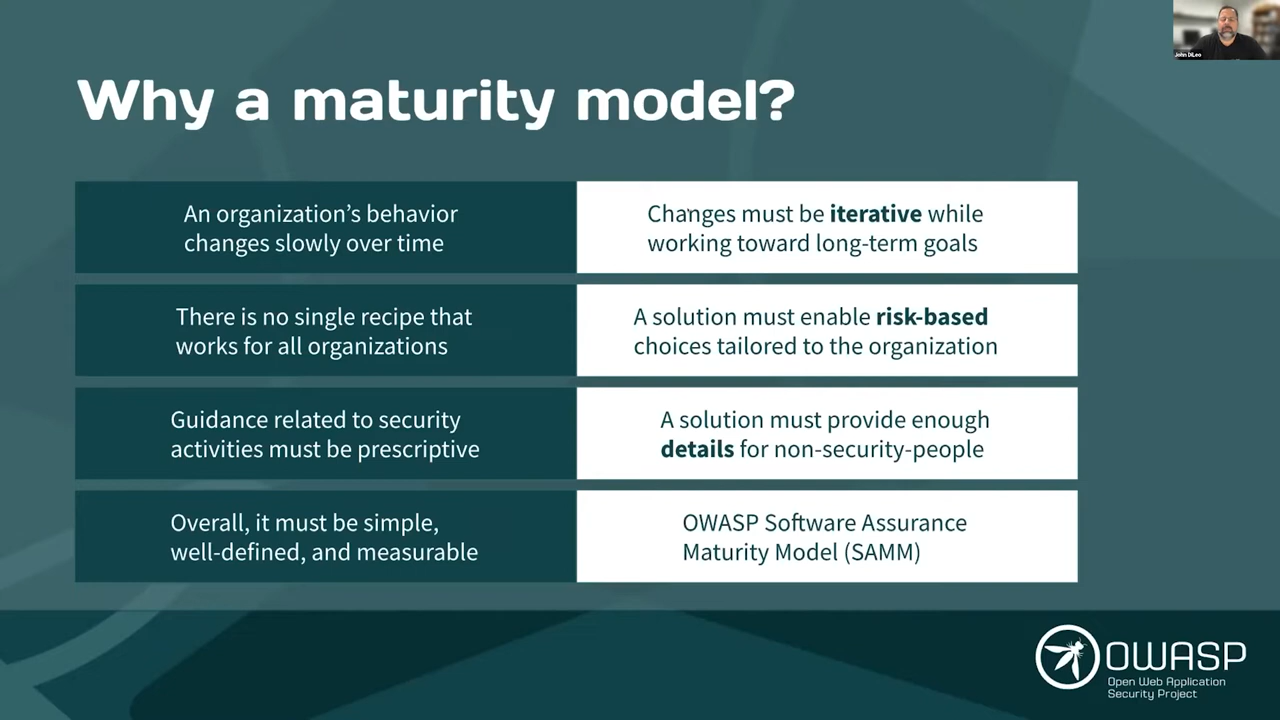 John DiLeo
Why a maturity model?
An organization’s behavior
changes slowly over time
Changes must be iterative while
working toward long-term goals
There is no single recipe that
works for all organizations
A solution must enable risk-based
choices tailored to the organization
Guidance related to security
activities must be prescriptive
A solution must provide enough
details for non-security-people
Overall, it must be simple,
well-defined, and measurable
OWASP Software Assurance
Maturity Model (SAMM)
OWASP
Open Web Application
Security Project